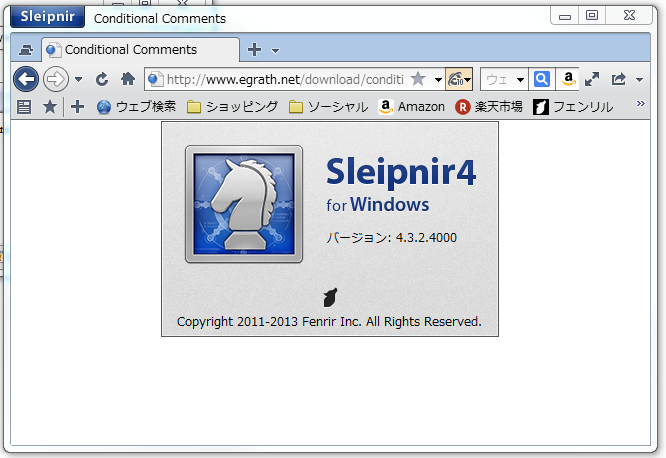 Sleipnir Conditional Comments
Conditional Comments
http://www.egrath.net/download/conditi
10
ウェ
ウェブ検索 ショッピング ソーシャル Amazon 楽天市場 フェンリル
Sleipnir4
for Windows
バージョン: 4.3.2.4000
Copyright 2011-2013 Fenrir Inc. All Rights Reserved.